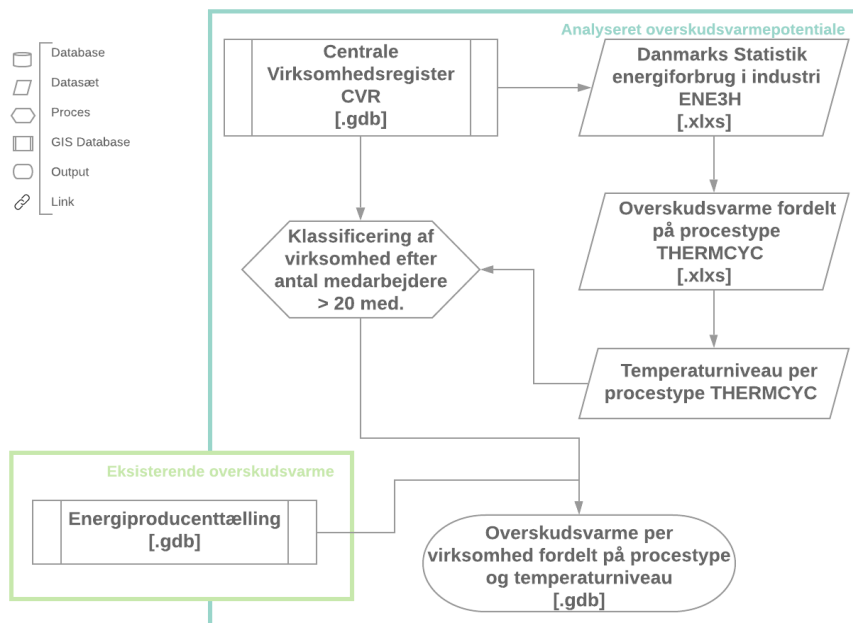 Database
Datasæt
Proces
GIS Database
Output
Link
Analyseret overskudsvarmepotentiale
Centrale
Virksomhedsregister
CVR
[.gdb]
Danmarks Statistik
energiforbrug i industri
ENE3H
[.xlxs]
Overskudsvarme fordelt
på procestype
THERMCYC
[.xlxs]
Klassificering af
virksomhed efter
antal medarbejdere
> 20 med.
Temperaturniveau per
procestype THERMCYC
Eksisterende overskudsvarme
Energiproducenttælling
[.gdb]
Overskudsvarme per
virksomhed fordelt på procestype
og temperaturniveau
[.gdb]